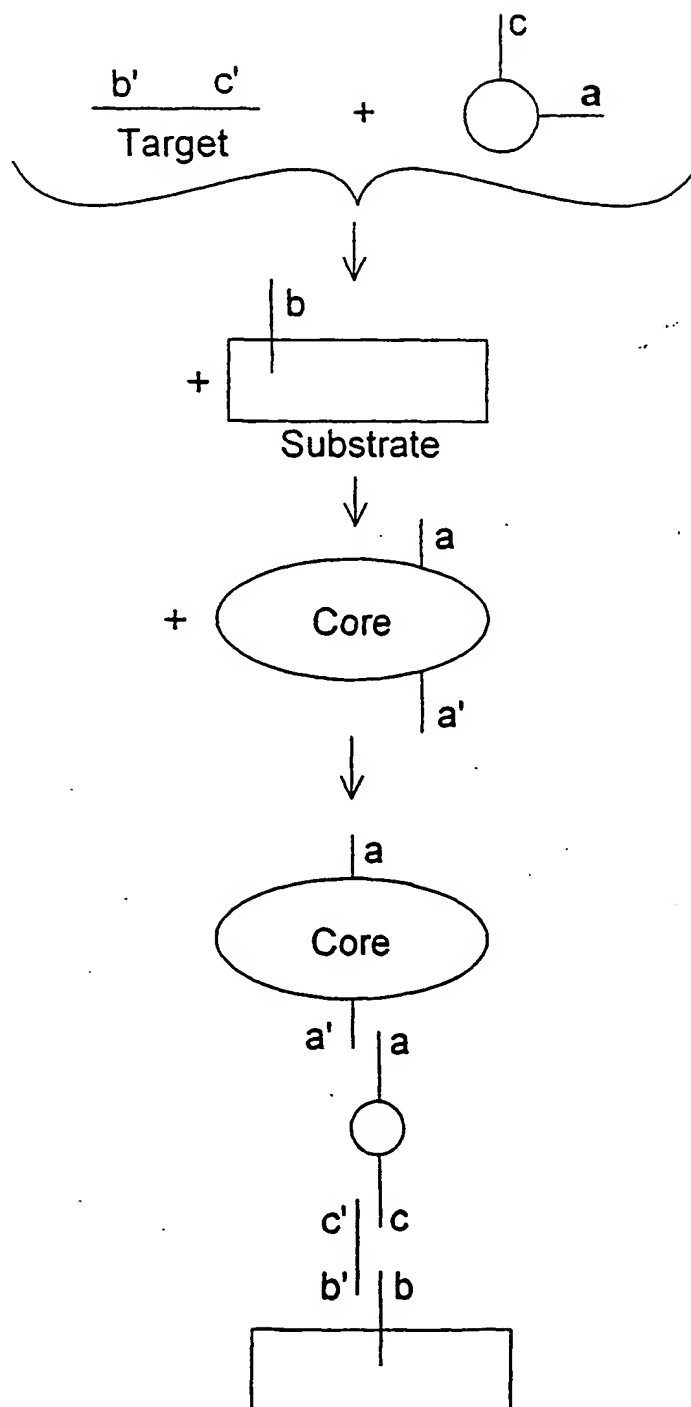 c
b' c'
+ a
Target
b
+
Substrate
a
+ Core
a'
a
Core
a' a
c' c
b' b